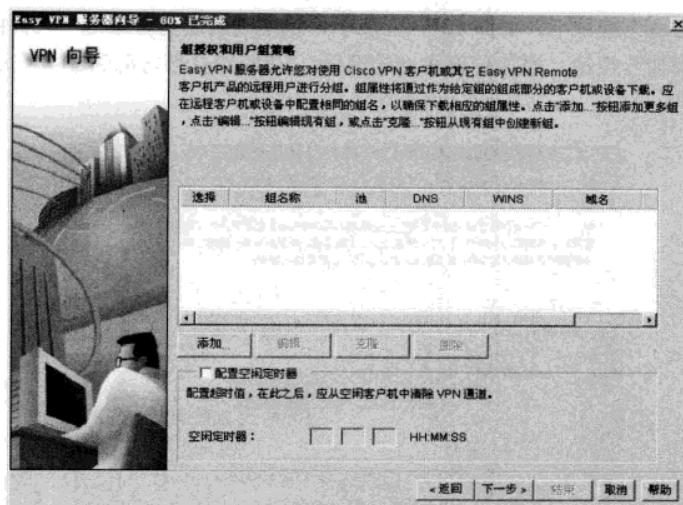 Easy VPN 服务器向导 - 60% 已完成
VPN 向导
组授权和用户组策略
Easy VPN 服务器允许您对使用 Cisco VPN 客户机或其它 Easy VPN Remote
客户机产品的远程用户进行分组。组属性将通过作为给定组的组成部分的客户机或设备下载。应
在远程客户机或设备中配置相同的组名，以确保下载相应的组属性。点击“添加...”按钮添加更多组
，点击“编辑...”按钮编辑现有组，或点击“克隆...”按钮从现有组中创建新组。
选择 组名称 池 DNS WINS 域名
添加... 编辑... 克隆... 删除
配置空闲定时器
配置超时值，在此之后，应从空闲客户机中清除 VPN 通道。
空闲定时器： HH:MM:SS
<返回 下一步> 结束 取消 帮助